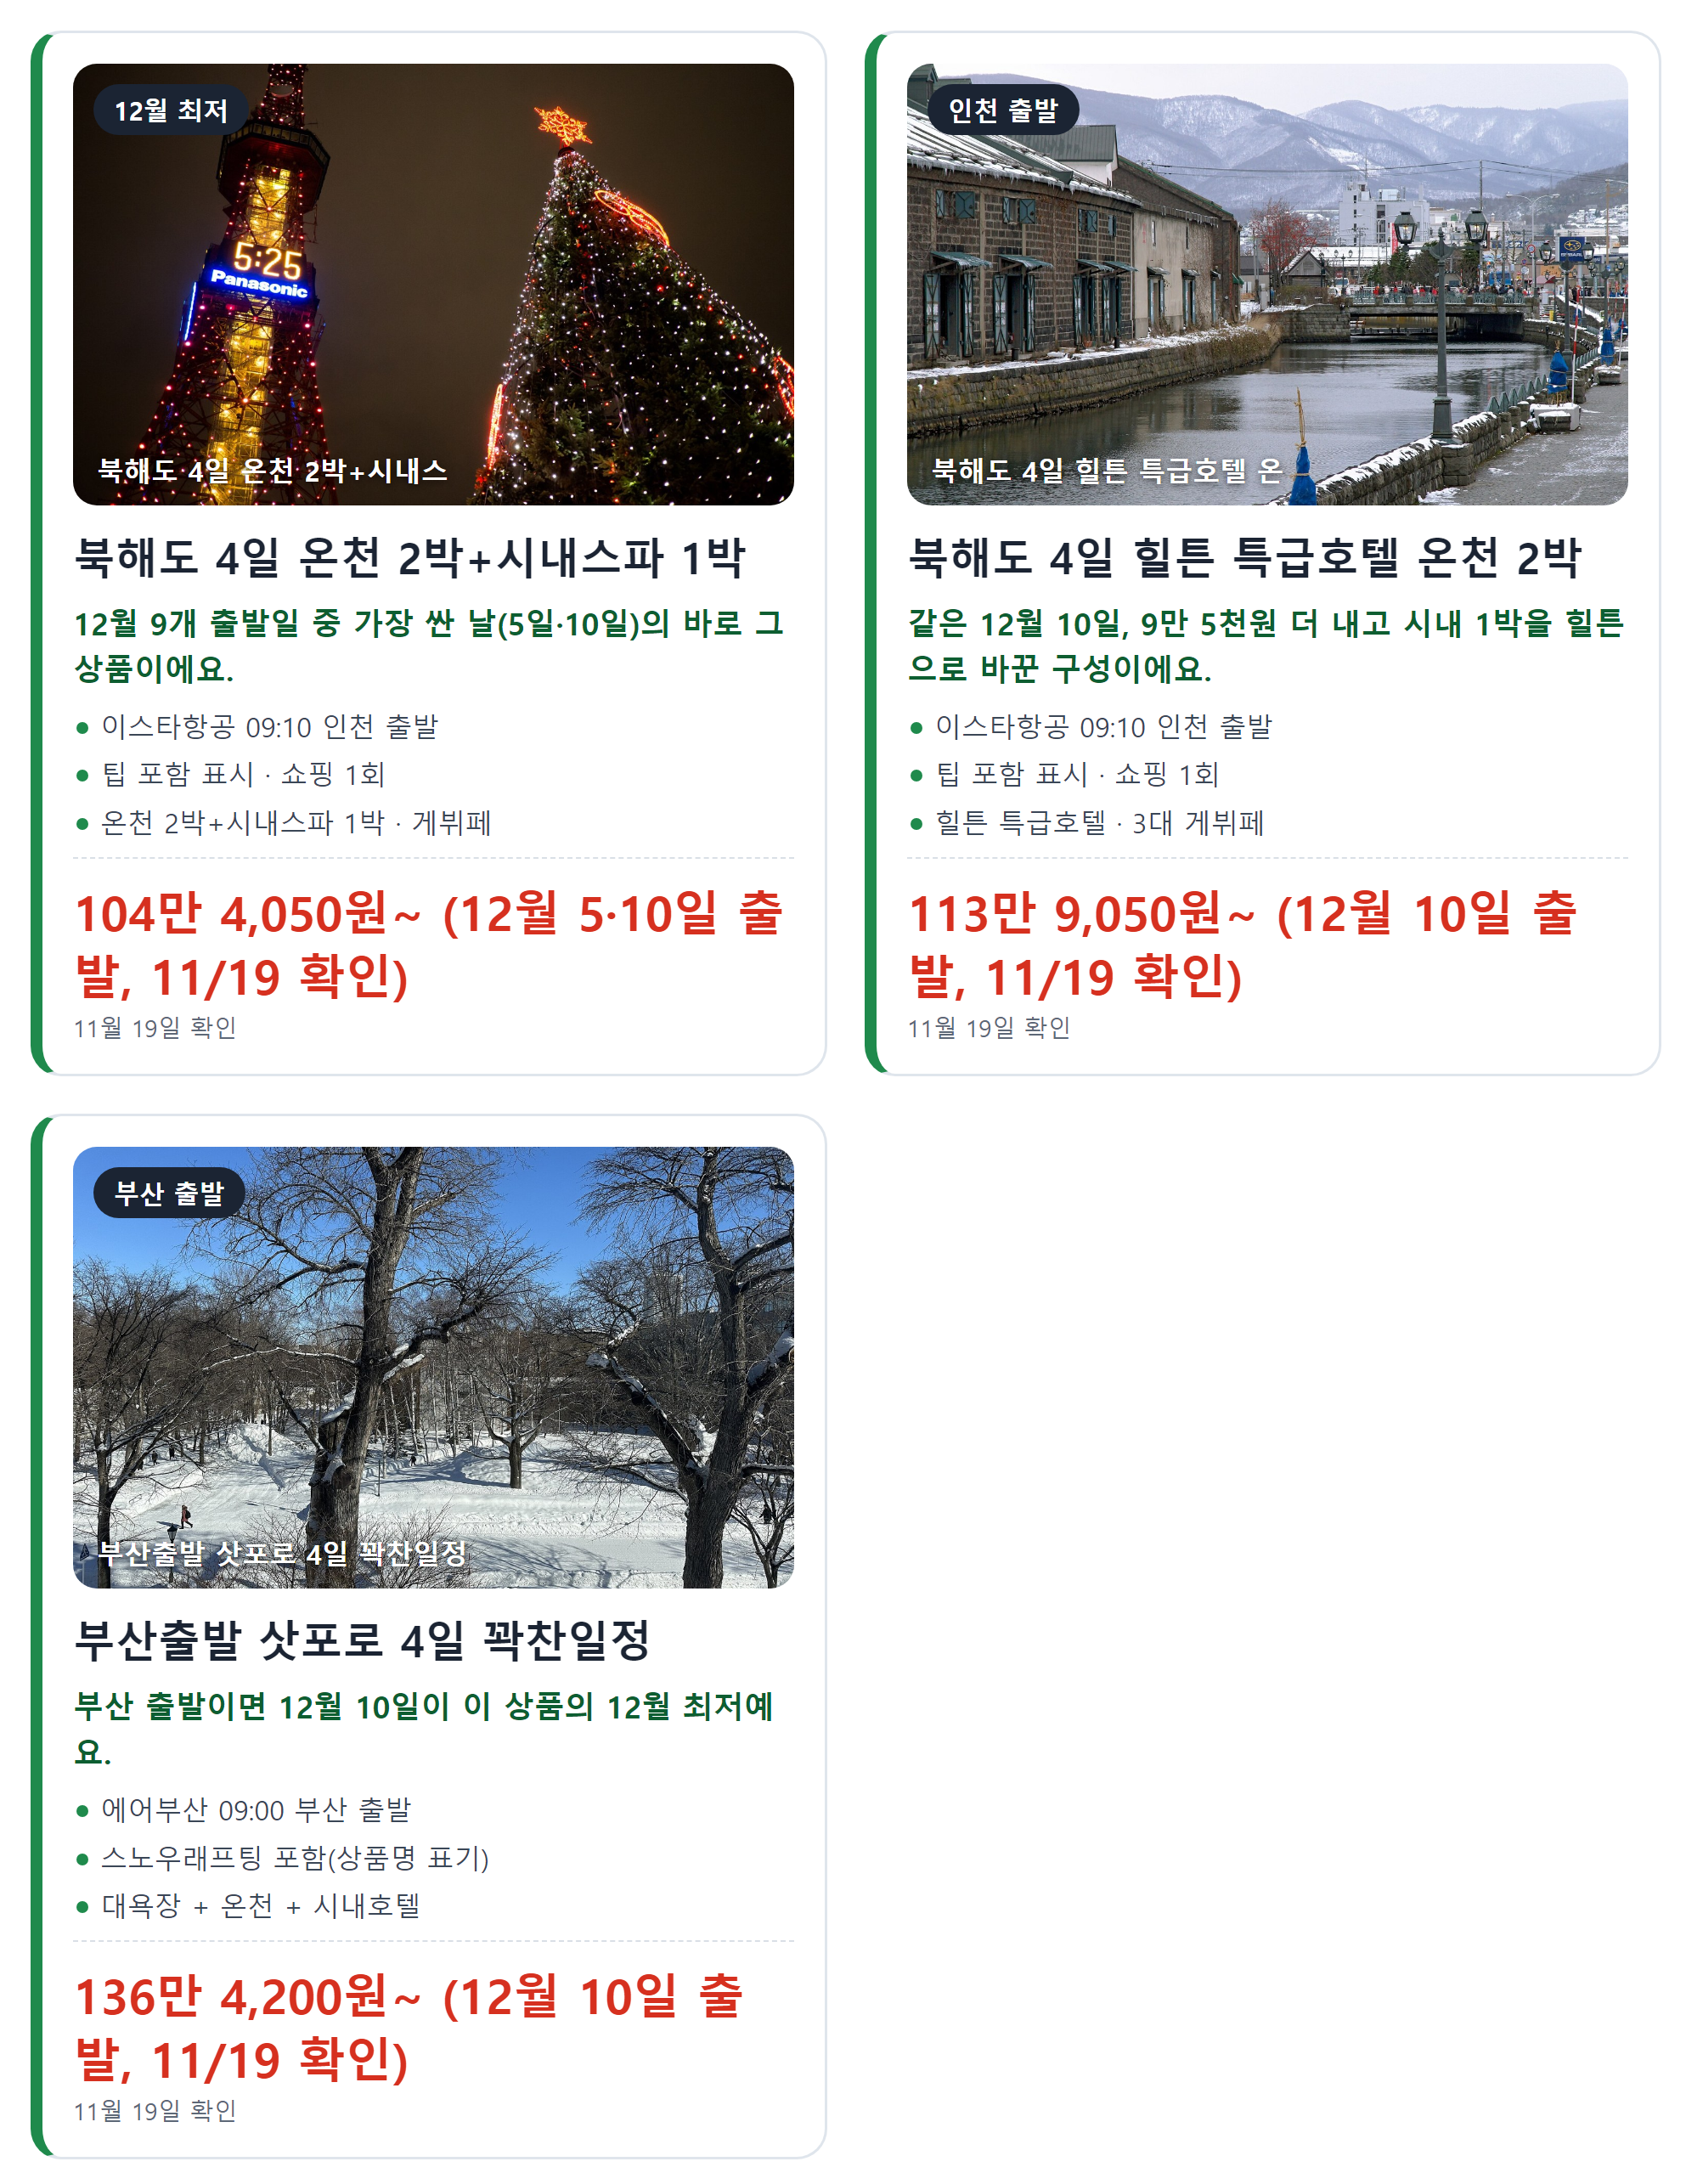 12월 최저
5:25
Panasonic
북해도 4일 온천 2박+시내스
북해도 4일 온천 2박+시내스파 1박
12월 9개 출발일 중 가장 싼 날(5일·10일)의 바로 그
상품이에요.
이스타항공 09:10 인천 출발
팁 포함 표시 · 쇼핑 1회
온천 2박+시내스파 1박 · 게뷔페
104만 4,050원~ (12월 5·10일 출
발, 11/19 확인)
11월 19일 확인
인천 출발
북해도 4일 힐튼 특급호텔 온
북해도 4일 힐튼 특급호텔 온천 2박
같은 12월 10일, 9만 5천원 더 내고 시내 1박을 힐튼
으로 바꾼 구성이에요.
이스타항공 09:10 인천 출발
팁 포함 표시 · 쇼핑 1회
힐튼 특급호텔 · 3대 게뷔페
113만 9,050원~ (12월 10일 출
발, 11/19 확인)
11월 19일 확인
부산 출발
부산출발 삿포로 4일 꽉찬일정
부산출발 삿포로 4일 꽉찬일정
부산 출발이면 12월 10일이 이 상품의 12월 최저예
요.
에어부산 09:00 부산 출발
스노우래프팅 포함(상품명 표기)
대욕장 + 온천 + 시내호텔
136만 4,200원~ (12월 10일 출
발, 11/19 확인)
11월 19일 확인